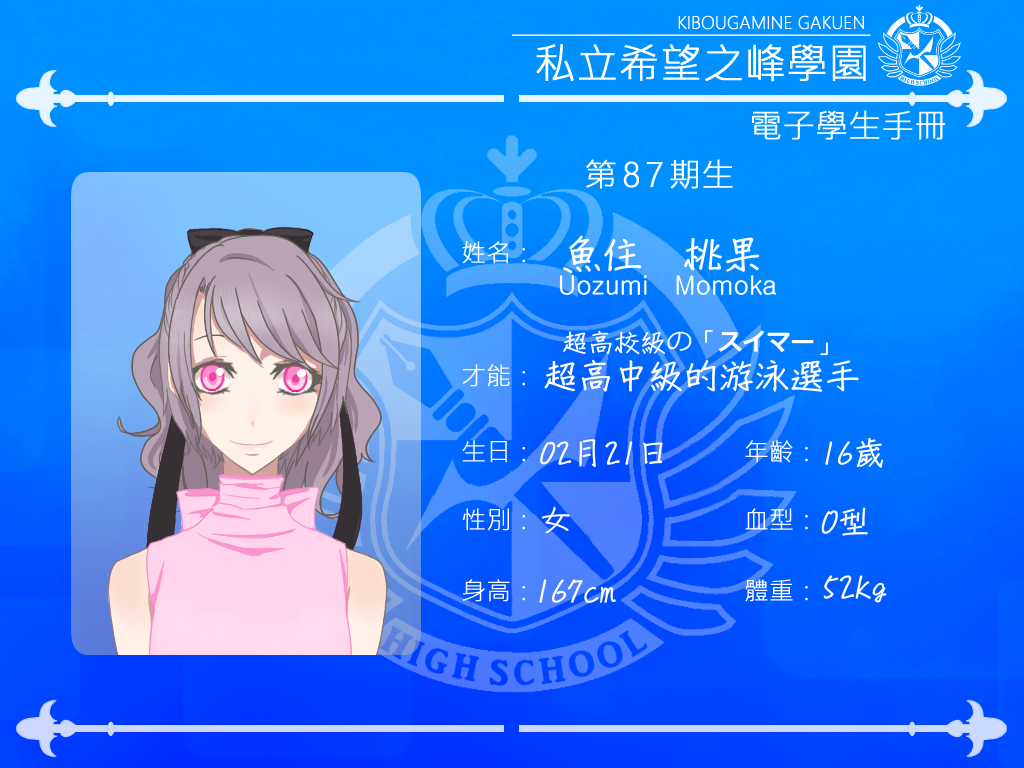 KIBOUGAMINE GAKUEN
私立希望之峰學園
HIGH SCHOOL
電子學生手冊
第87期生
姓名： 魚住 桃果
Uozumi Momoka
超高校級の「スイマー」
才能： 超高中級的游泳選手
生日： 02月21日 年齡： 16歲
性別： 女 血型： O型
身高： 167cm 體重： 52Kg
HIGH SCHOOL